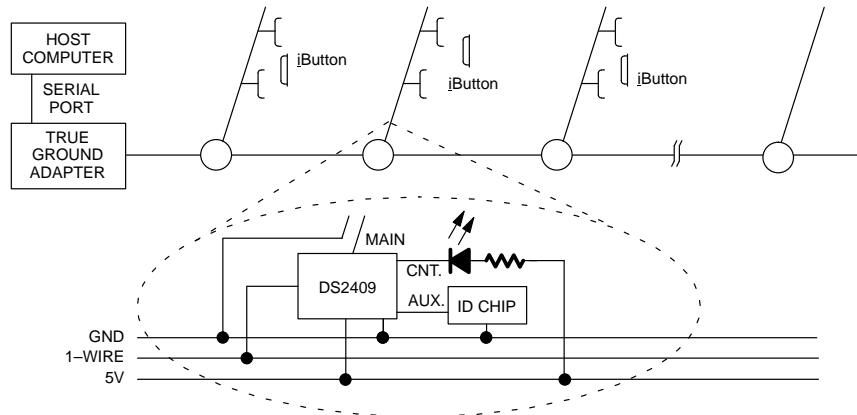 HOST
COMPUTER
SERIAL
PORT
TRUE
GROUND
ADAPTER
iButton
iButton
iButton
MAIN
CNT.
DS2409
AUX.
ID CHIP
GND
1–WIRE
5V